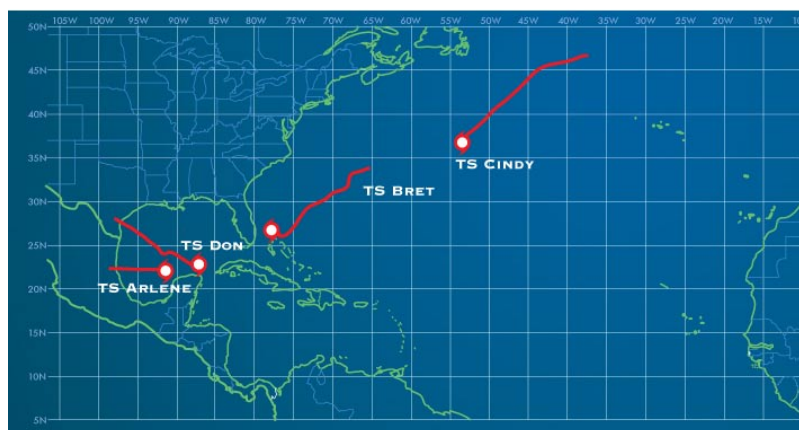 50N 105W 100W 95W 90W 85W 80W 75W 65W 60W 55W 50W 45W 40W 35W 30W 25W 20W 15W 10W
45N
40N
35N
TS CINDY
30N
TS BRET
25N
TS DON
TS ARLENE
20N
15N
10N
5N